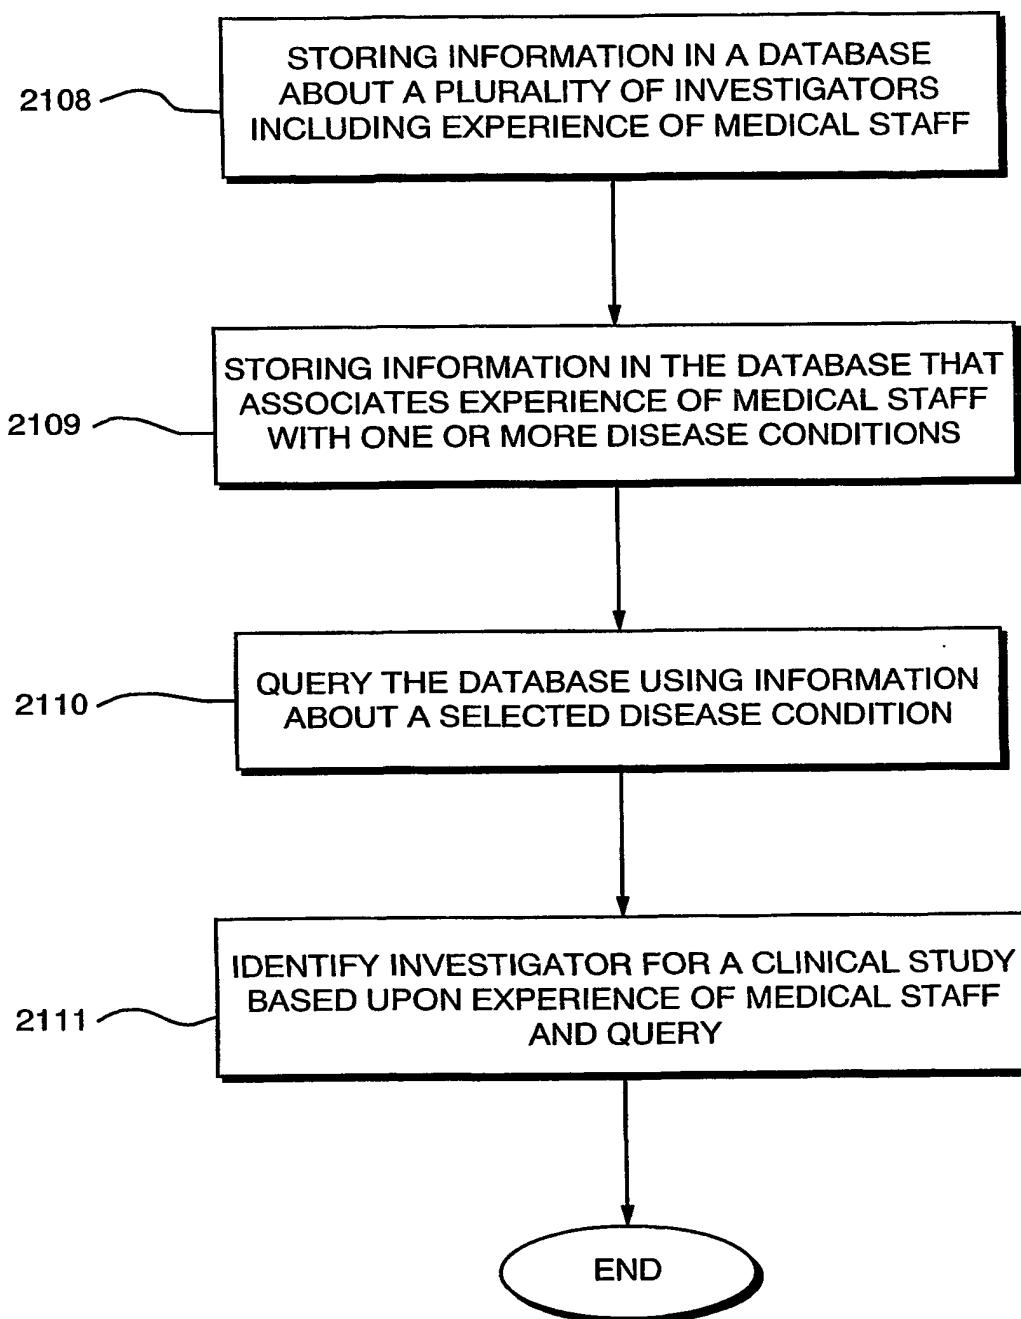 2108
STORING INFORMATION IN A DATABASE
ABOUT A PLURALITY OF INVESTIGATORS
INCLUDING EXPERIENCE OF MEDICAL STAFF
2109
STORING INFORMATION IN THE DATABASE THAT
ASSOCIATES EXPERIENCE OF MEDICAL STAFF
WITH ONE OR MORE DISEASE CONDITIONS
2110
QUERY THE DATABASE USING INFORMATION
ABOUT A SELECTED DISEASE CONDITION
2111
IDENTIFY INVESTIGATOR FOR A CLINICAL STUDY
BASED UPON EXPERIENCE OF MEDICAL STAFF
AND QUERY
END